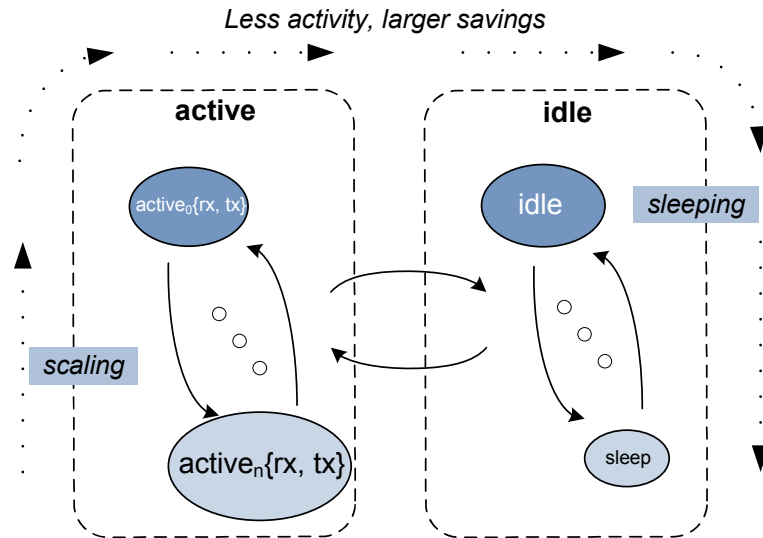 Less activity, larger savings
active
idle
active₀{rx, tx}
idle
sleeping
scaling
activeₙ{rx, tx}
sleep